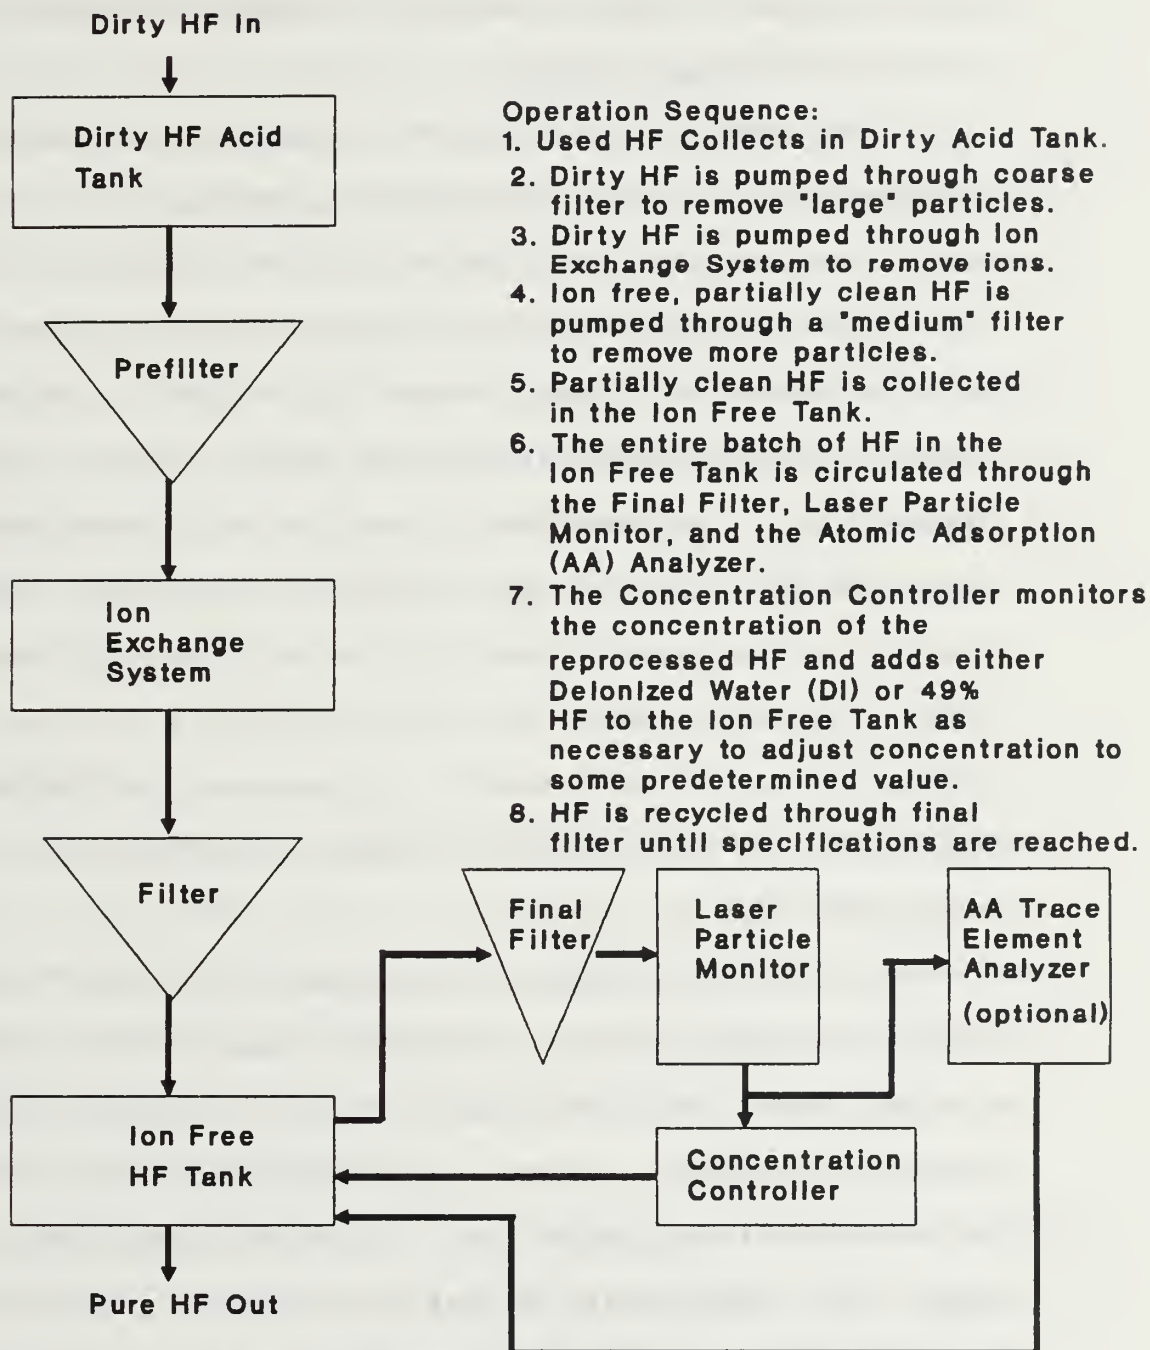 Dirty HF In
Dirty HF Acid
Tank
Prefilter
Ion
Exchange
System
Filter
Ion Free
HF Tank
Pure HF Out
Operation Sequence:
1. Used HF Collects in Dirty Acid Tank.
2. Dirty HF is pumped through coarse
filter to remove "large" particles.
3. Dirty HF is pumped through Ion
Exchange System to remove ions.
4. Ion free, partially clean HF is
pumped through a "medium" filter
to remove more particles.
5. Partially clean HF is collected
in the Ion Free Tank.
6. The entire batch of HF in the
Ion Free Tank is circulated through
the Final Filter, Laser Particle
Monitor, and the Atomic Adsorption
(AA) Analyzer.
7. The Concentration Controller monitors
the concentration of the
reprocessed HF and adds either
Deionized Water (DI) or 49%
HF to the Ion Free Tank as
necessary to adjust concentration to
some predetermined value.
8. HF is recycled through final
filter until specifications are reached.
Final
Filter
Laser
Particle
Monitor
AA Trace
Element
Analyzer
(optional)
Concentration
Controller